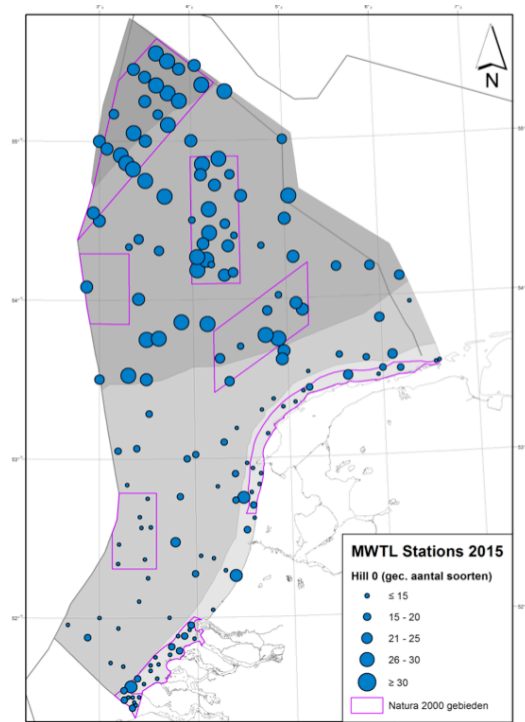 N
MWTL Stations 2015
Hill 0 (gec. aantal soorten)
≤ 15
15 - 20
21 - 25
26 - 30
≥ 30
Natura 2000 gebieden